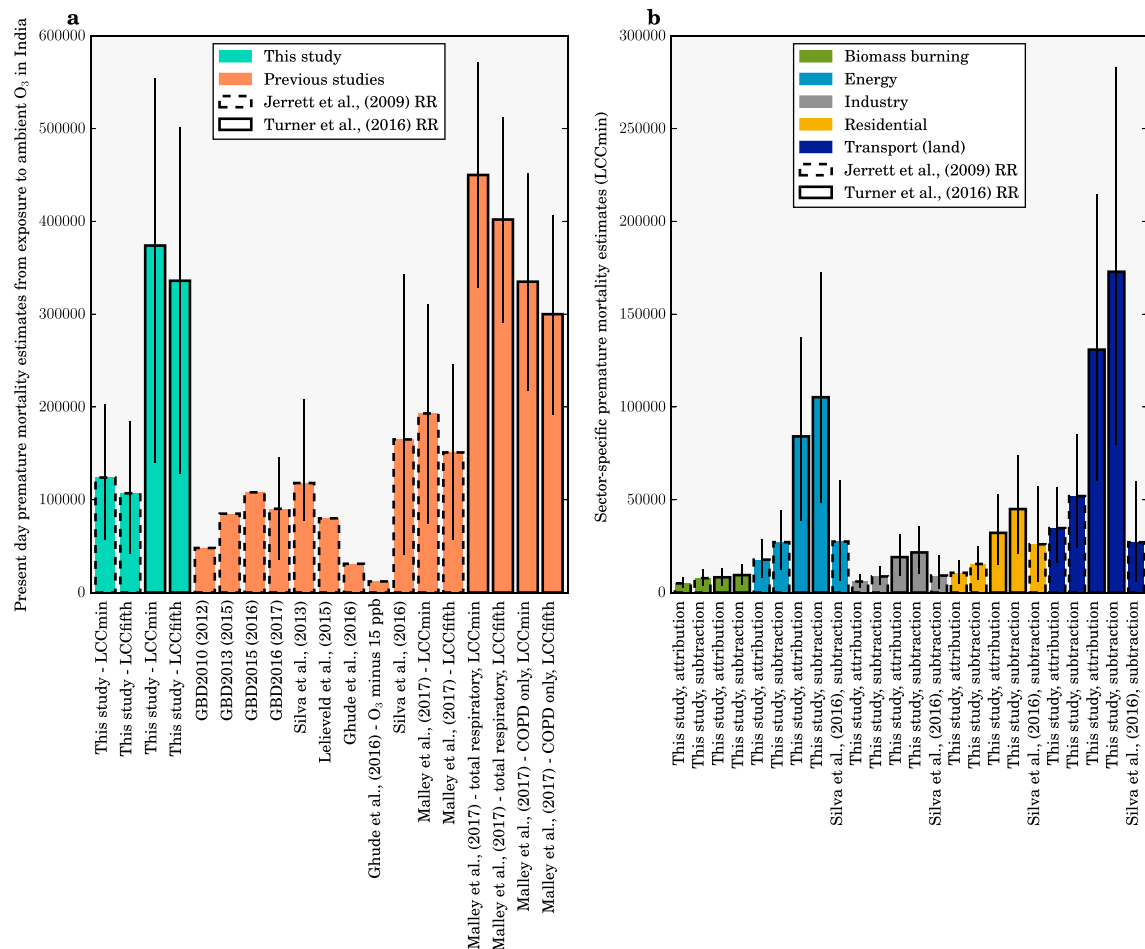 a
Present day premature mortality estimates from exposure to ambient O3 in India
600000
500000
400000
300000
200000
100000
0
This study
Previous studies
Jerrett et al., (2009) RR
Turner et al., (2016) RR
This study - LCCmin
This study - LCCfifth
This study - LCCmin
This study - LCCfifth
GBD2010 (2012)
GBD2013 (2015)
GBD2015 (2016)
GBD2016 (2017)
Silva et al., (2013)
Lelieveld et al., (2015)
Ghude et al., (2016)
Ghude et al., (2016) - O3 minus 15 ppb
Silva et al., (2016)
Malley et al., (2017) - LCCmin
Malley et al., (2017) - LCCfifth
Malley et al., (2017) - total respiratory, LCCmin
Malley et al., (2017) - total respiratory, LCCfifth
Malley et al., (2017) - COPD only, LCCmin
Malley et al., (2017) - COPD only, LCCfifth
b
Sector-specific premature mortality estimates (LCCmin)
300000
250000
200000
150000
100000
50000
0
Biomass burning
Energy
Industry
Residential
Transport (land)
Jerrett et al., (2009) RR
Turner et al., (2016) RR
This study, attribution
This study, subtraction
This study, attribution
This study, subtraction
This study, attribution
This study, subtraction
This study, attribution
This study, subtraction
Silva et al., (2016), subtraction
This study, attribution
This study, subtraction
This study, attribution
This study, subtraction
Silva et al., (2016), subtraction
This study, attribution
This study, subtraction
This study, attribution
This study, subtraction
Silva et al., (2016), subtraction
This study, attribution
This study, subtraction
This study, attribution
This study, subtraction
Silva et al., (2016), subtraction